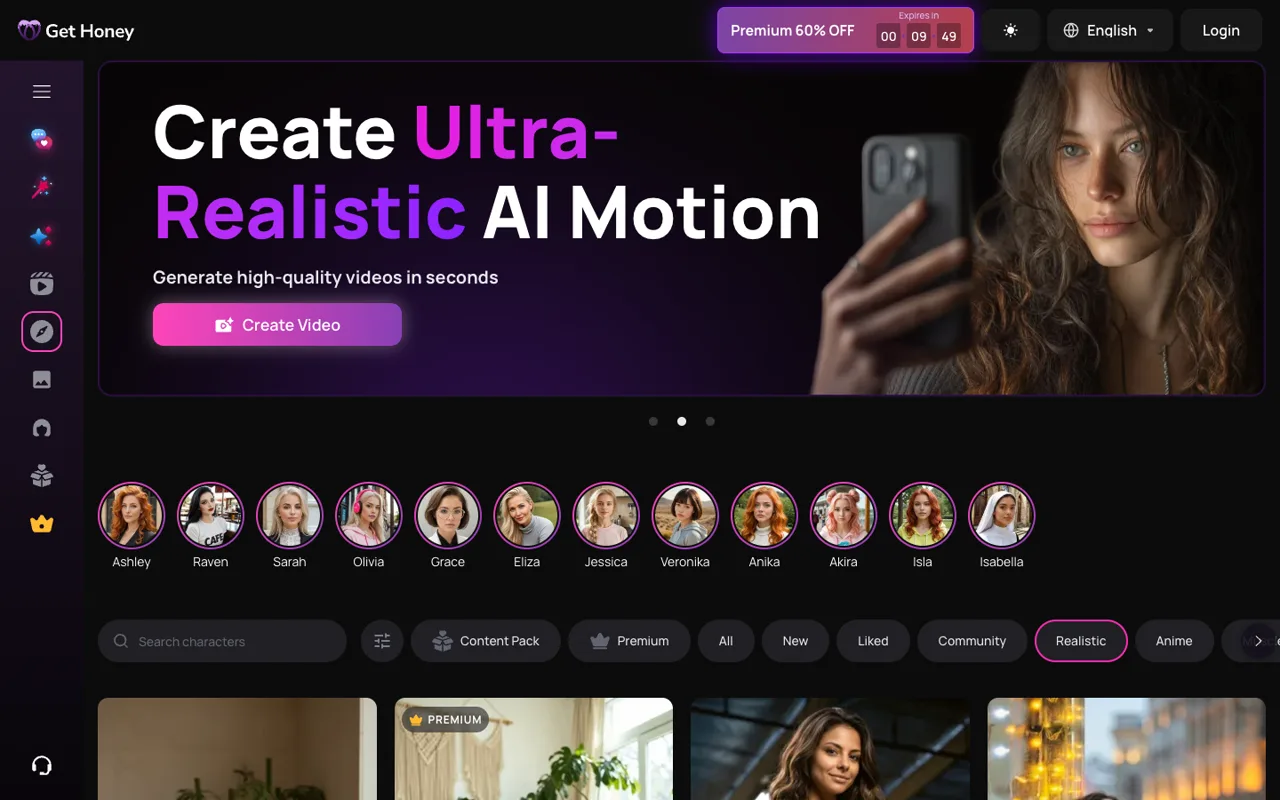 Get Honey
Premium 60% OFF
Expires in
00 09 49
English
Login
Create Ultra-
Realistic AI Motion
Generate high-quality videos in seconds
Create Video
Ashley
Raven
Sarah
Olivia
Grace
Eliza
Jessica
Veronika
Anika
Akira
Isla
Isabella
Search characters
Content Pack
Premium
All
New
Liked
Community
Realistic
Anime
PREMIUM
CAFE